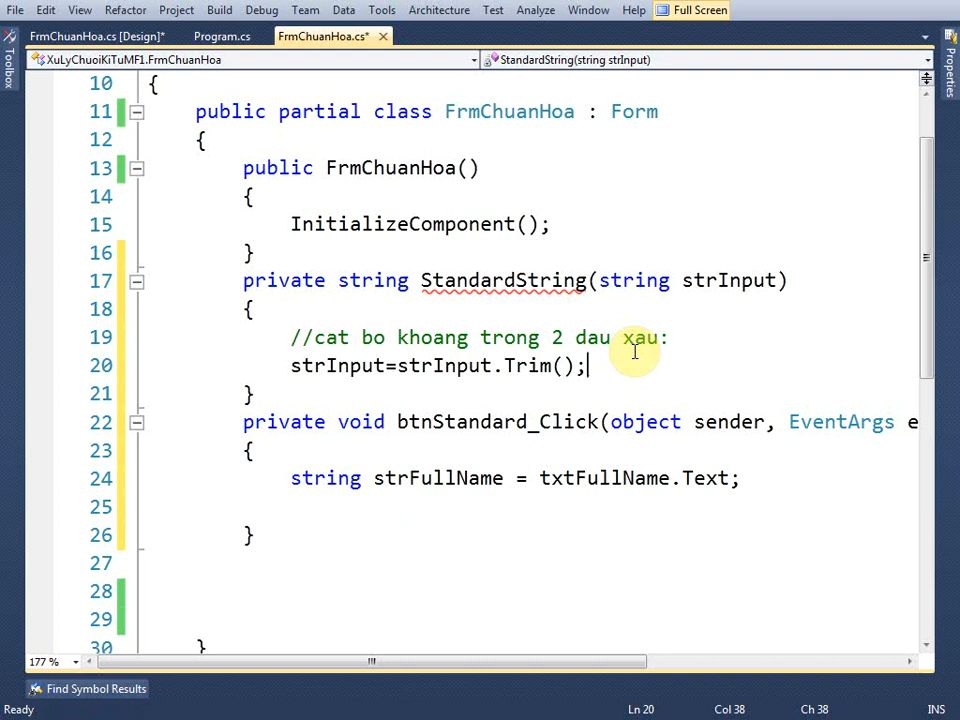 File Edit View Refactor Project Build Debug Team Data Tools Architecture Test Analyze Window Help Full Screen
FrmChuanHoa.cs [Design]* Program.cs FrmChuanHoa.cs*
XuLyChuoiKiTuMF1.FrmChuanHoa StandardString(string strInput)
Toolbox
Properties
10 {
11 public partial class FrmChuanHoa : Form
12 {
13 public FrmChuanHoa()
14 {
15 InitializeComponent();
16 }
17 private string StandardString(string strInput)
18 {
19 //cat bo khoang trong 2 dau xau:
20 strInput=strInput.Trim();
21 }
22 private void btnStandard_Click(object sender, EventArgs e
23 {
24 string strFullName = txtFullName.Text;
25
26 }
27
28
29
30 }
177 %
Find Symbol Results
Ready Ln 20 Col 38 Ch 38 INS